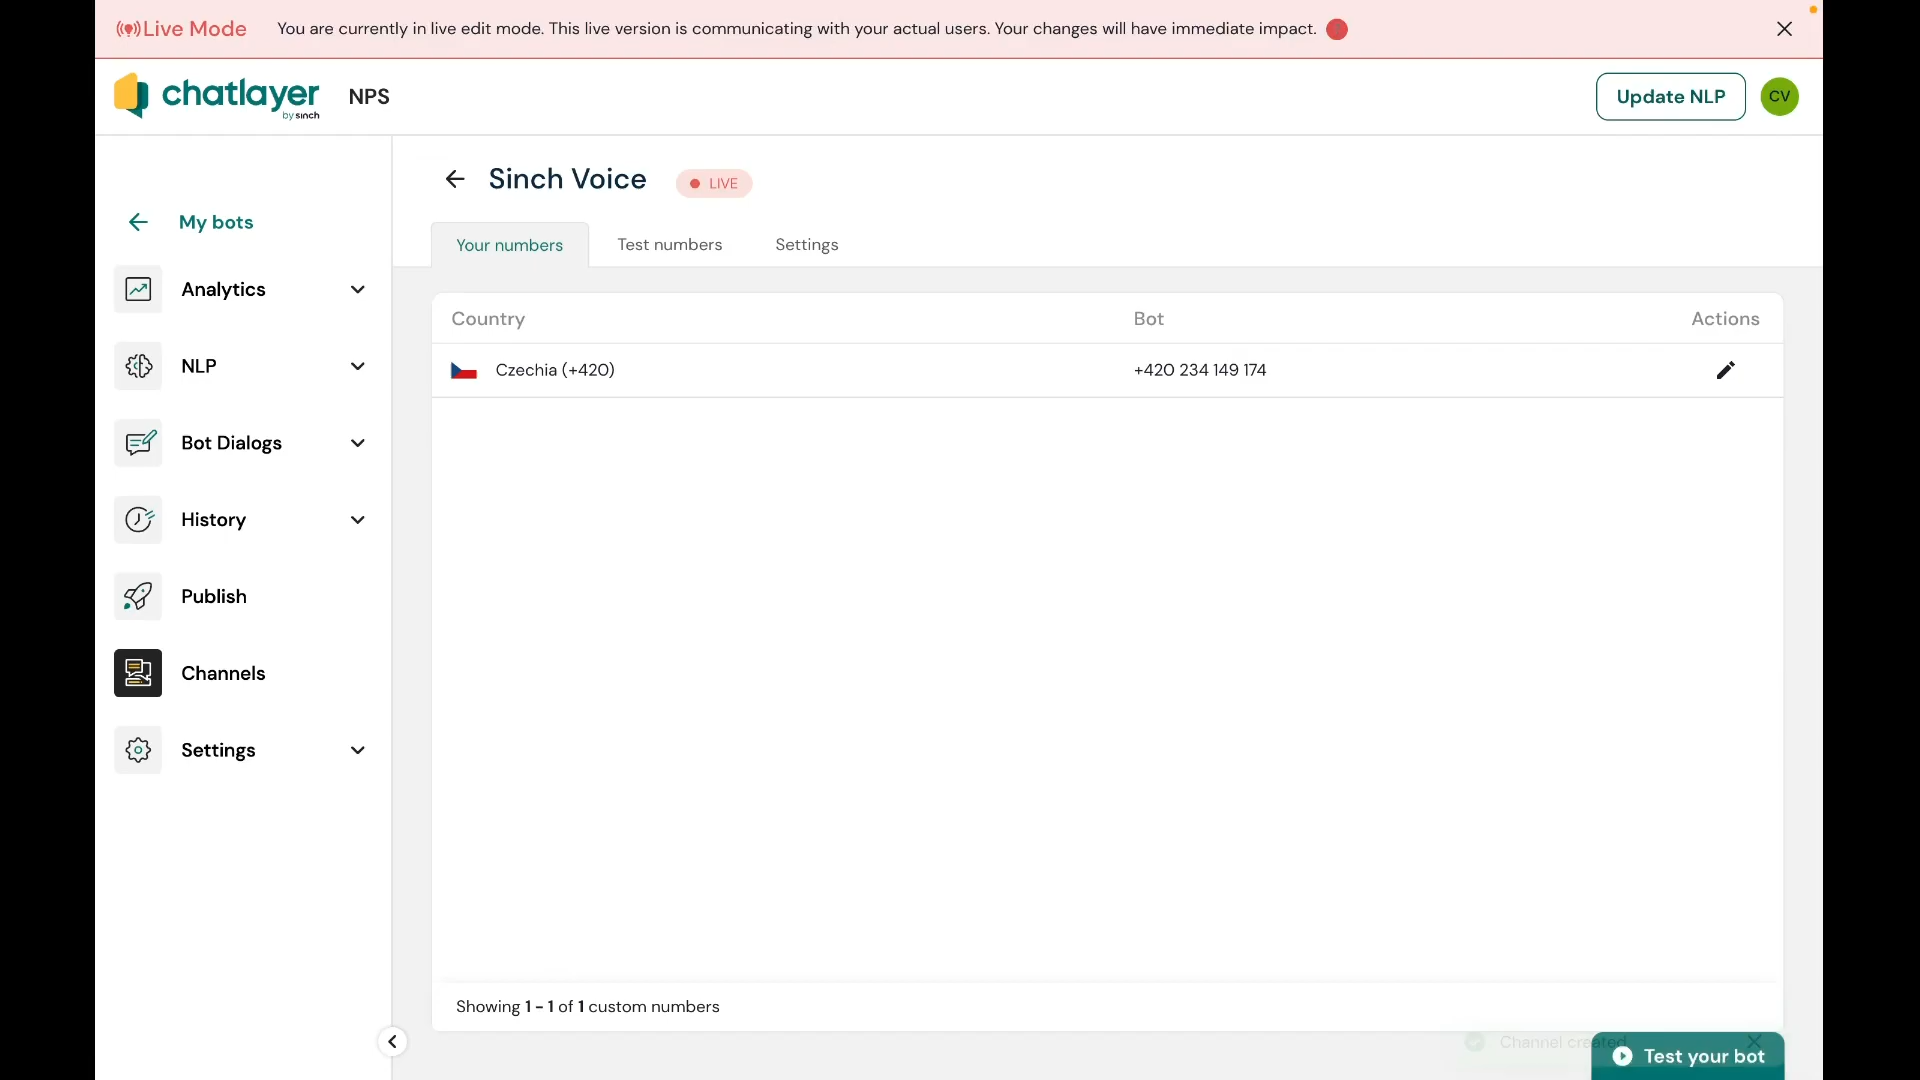 Live Mode
You are currently in live edit mode. This live version is communicating with your actual users. Your changes will have immediate impact.
chatlayer
by sinch
NPS
Update NLP
CV
My bots
Analytics
NLP
Bot Dialogs
History
Publish
Channels
Settings
Sinch Voice
LIVE
Your numbers
Test numbers
Settings
Country
Bot
Actions
Czechia (+420)
+420 234 149 174
Showing 1 - 1 of 1 custom numbers
Channel created
Test your bot